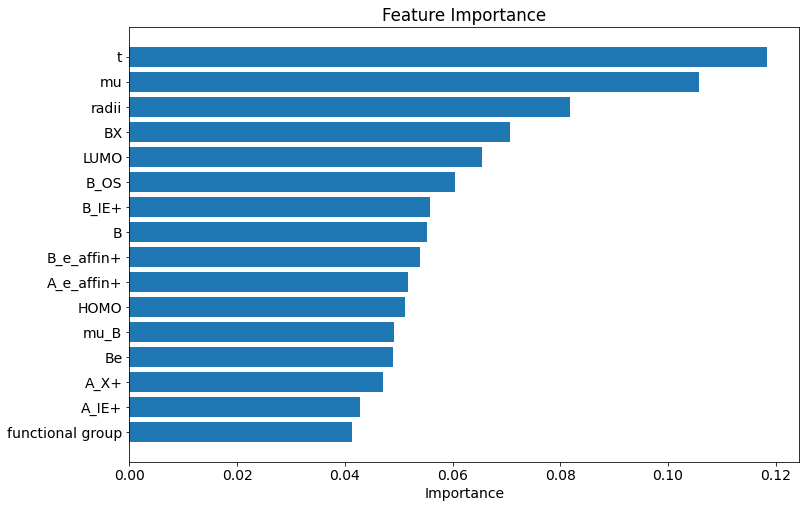 Feature Importance
t
mu
radii
BX
LUMO
B_OS
B_IE+
B
B_e_affin+
A_e_affin+
HOMO
mu_B
Be
A_X+
A_IE+
functional group
0.00 0.02 0.04 0.06 0.08 0.10 0.12
Importance